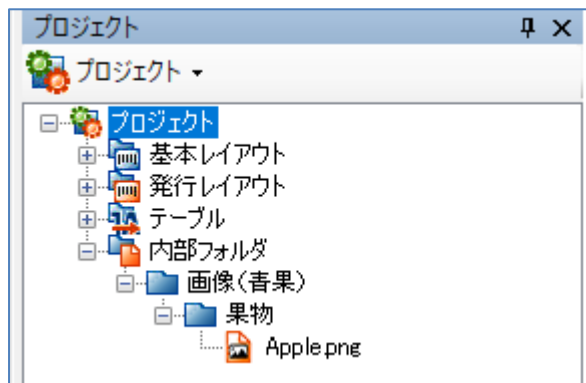 プロジェクト
プロジェクト
プロジェクト
基本レイアウト
発行レイアウト
テーブル
内部フォルダ
画像(青果)
果物
Apple.png